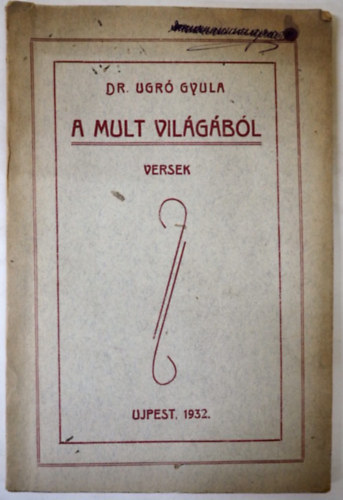 DR. UGRÓ GYULA
A MULT VILÁGÁBÓL
VERSEK
UJPEST, 1932.